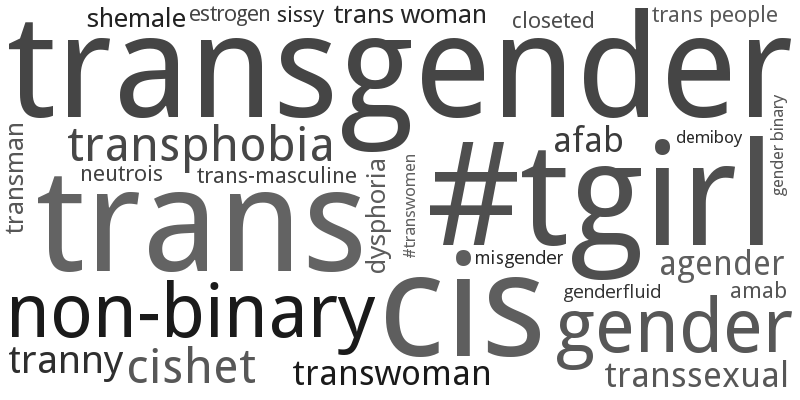 shemale estrogen sissy trans woman closeted trans people
transgender
transphobia afab demiboy
gender binary
transman
neutrois trans-masculine
#tgirl
trans
dysphoria
#transwomen
misgender agender
cis
non-binary genderfluid amab
gender
tranny cishet transwoman transsexual